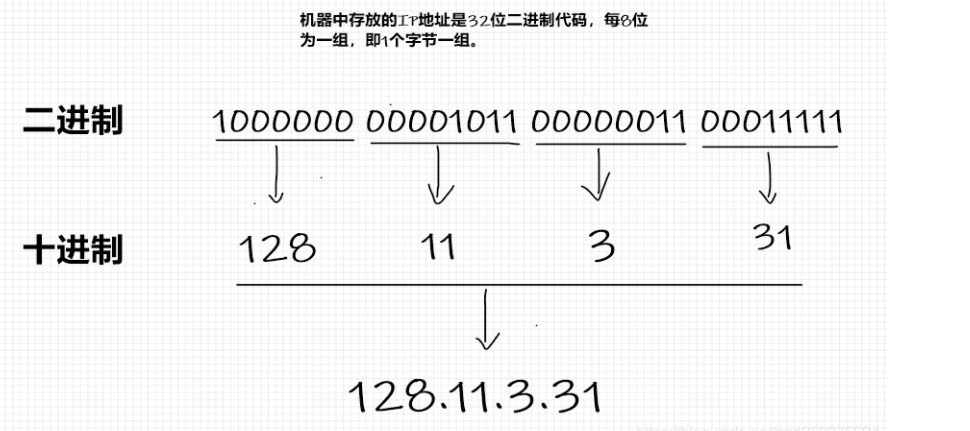 机器中存放的IP地址是32位二进制代码，每8位
为一组，即1个字节一组。
二进制 1000000 00001011 00000011 00011111
十进制 128 11 3 31
128.11.3.31